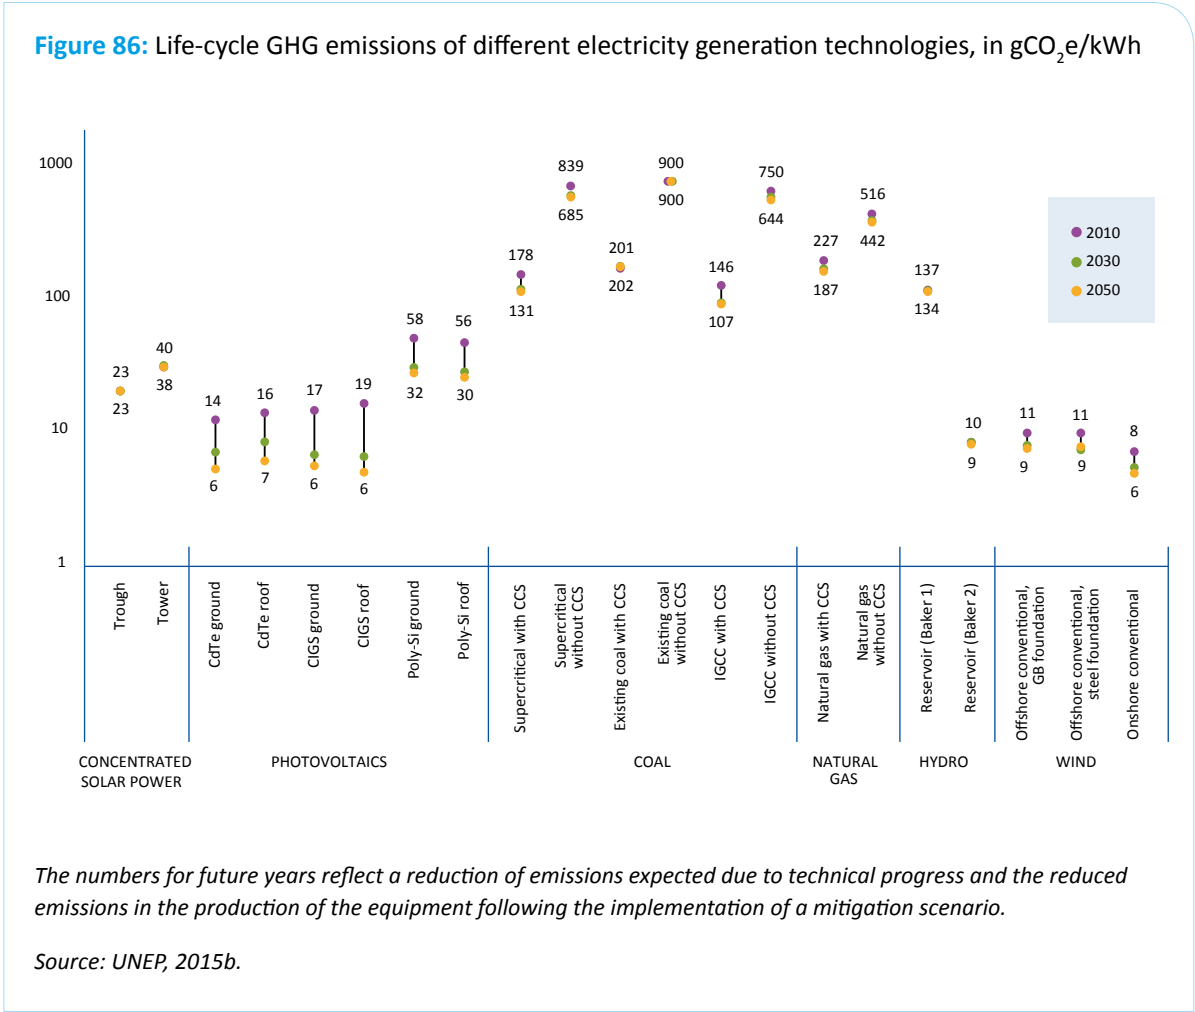 Figure 86: Life-cycle GHG emissions of different electricity generation technologies, in gCO₂e/kWh
1000
100
10
1
23
23
40
38
14
6
16
7
17
6
19
6
58
32
56
30
178
131
839
685
201
202
900
900
146
107
750
644
227
187
516
442
137
134
10
9
11
9
11
9
8
6
2010
2030
2050
Trough
Tower
CdTe ground
CdTe roof
CIGS ground
CIGS roof
Poly-Si ground
Poly-Si roof
Supercritical with CCS
Supercritical
without CCS
Existing coal with CCS
Existing coal
without CCS
IGCC with CCS
IGCC without CCS
Natural gas with CCS
Natural gas
without CCS
Reservoir (Baker 1)
Reservoir (Baker 2)
Offshore conventional,
GB foundation
Offshore conventional,
steel foundation
Onshore conventional
CONCENTRATED
SOLAR POWER
PHOTOVOLTAICS
COAL
NATURAL
GAS
HYDRO
WIND
The numbers for future years reflect a reduction of emissions expected due to technical progress and the reduced
emissions in the production of the equipment following the implementation of a mitigation scenario.
Source: UNEP, 2015b.